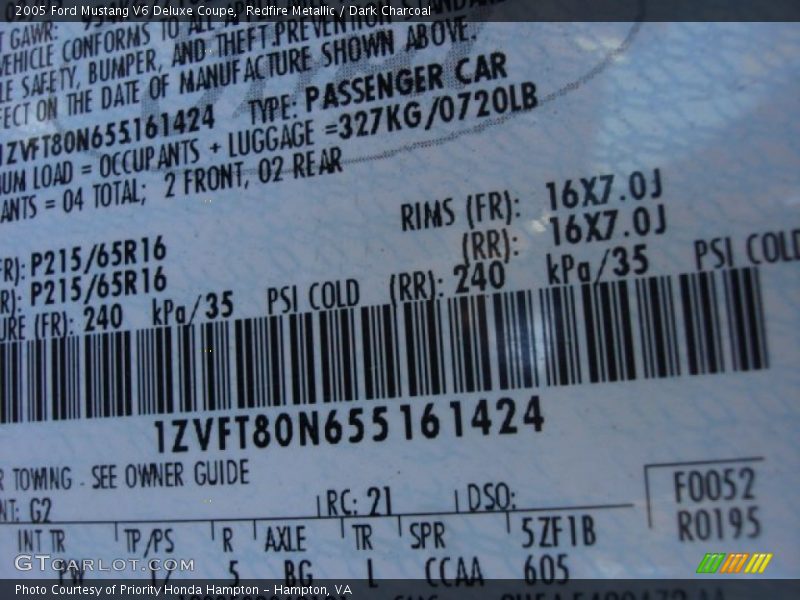 2005 Ford Mustang V6 Deluxe Coupe, Redfire Metallic / Dark Charcoal
GAWR:
VEHICLE CONFORMS TO ALL
LE SAFETY, BUMPER, AND THEFT PREVENTION STANDARDS
FECT ON THE DATE OF MANUFACTURE SHOWN ABOVE.
1ZVFT80N655161424 TYPE: PASSENGER CAR
UM LOAD = OCCUPANTS + LUGGAGE =327KG/0720LB
ANTS = 04 TOTAL; 2 FRONT, 02 REAR
RIMS (FR): 16X7.0J
(RR): 16X7.0J
FR): P215/65R16
R): P215/65R16
URE (FR): 240 kPa/35 PSI COLD (RR): 240 kPa/35 PSI COLD
1ZVFT80N655161424
R TOWING - SEE OWNER GUIDE
NT: G2 RC: 21 DSO:
F0052
R0195
INT TR TP/PS R AXLE TR SPR 5ZF1B
PW 5 BG L CCAA 605
GTCARLOT.COM
Photo Courtesy of Priority Honda Hampton - Hampton, VA